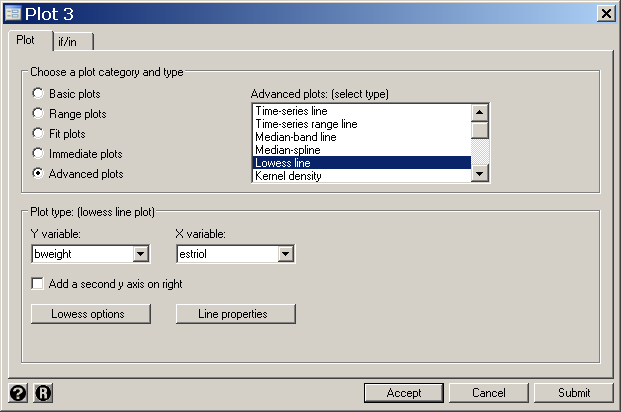 Plot 3
Plot
if/in
Choose a plot category and type
Basic plots
Range plots
Fit plots
Immediate plots
Advanced plots
Advanced plots: (select type)
Time-series line
Time-series range line
Median-band line
Median-spline
Lowess line
Kernel density
Plot type: (lowess line plot)
Y variable:
X variable:
bweight
estriol
Add a second y axis on right
Lowess options
Line properties
?
R
Accept
Cancel
Submit